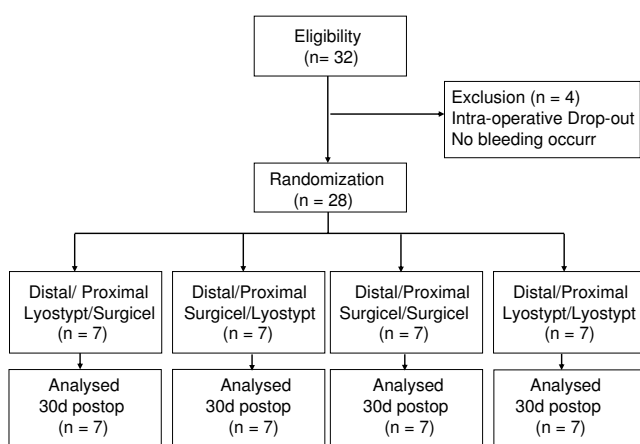 Eligibility
(n= 32)
Exclusion (n = 4)
Intra-operative Drop-out
No bleeding occurr
Randomization
(n = 28)
Distal/ Proximal
Lyostypt/Surgicel
(n = 7)
Distal/Proximal
Surgicel/Lyostypt
(n = 7)
Distal/Proximal
Surgicel/Surgicel
(n = 7)
Distal/Proximal
Lyostypt/Lyostypt
(n = 7)
Analysed
30d postop
(n = 7)
Analysed
30d postop
(n = 7)
Analysed
30d postop
(n = 7)
Analysed
30d postop
(n = 7)